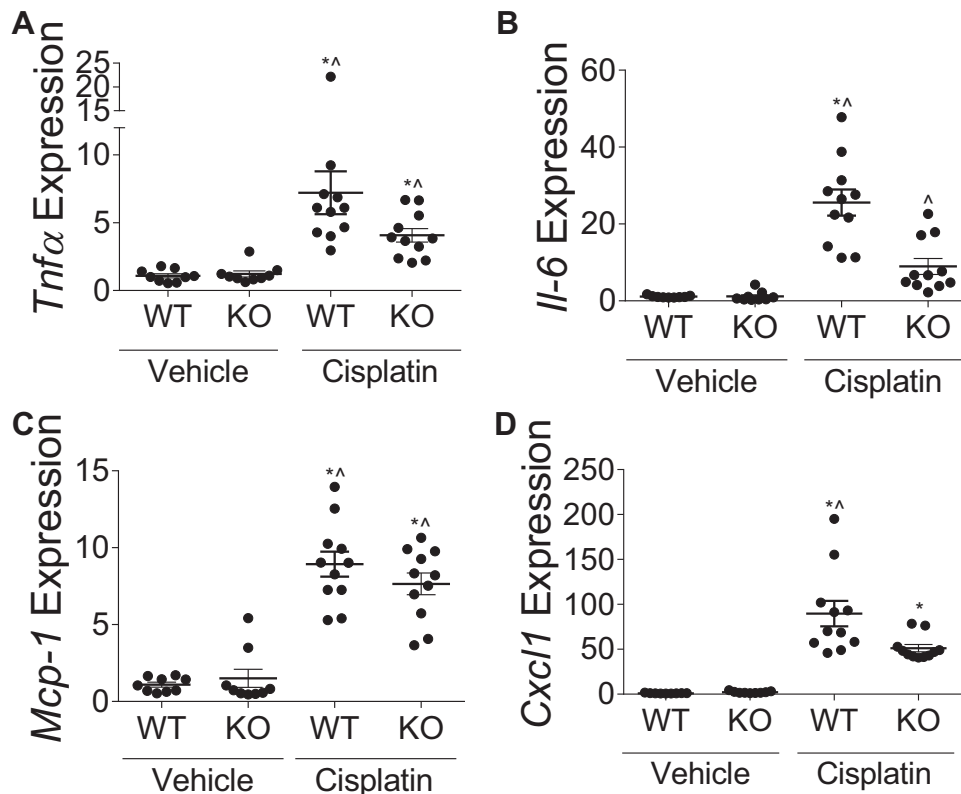 A
Tnfα Expression
25
20
15
10
5
0
*^
*^
WT KO WT KO
Vehicle Cisplatin
B
Il-6 Expression
60
40
20
0
*^
^
WT KO WT KO
Vehicle Cisplatin
C
Mcp-1 Expression
15
10
5
0
*^
*^
WT KO WT KO
Vehicle Cisplatin
D
Cxcl1 Expression
250
200
150
100
50
0
*^
*
WT KO WT KO
Vehicle Cisplatin